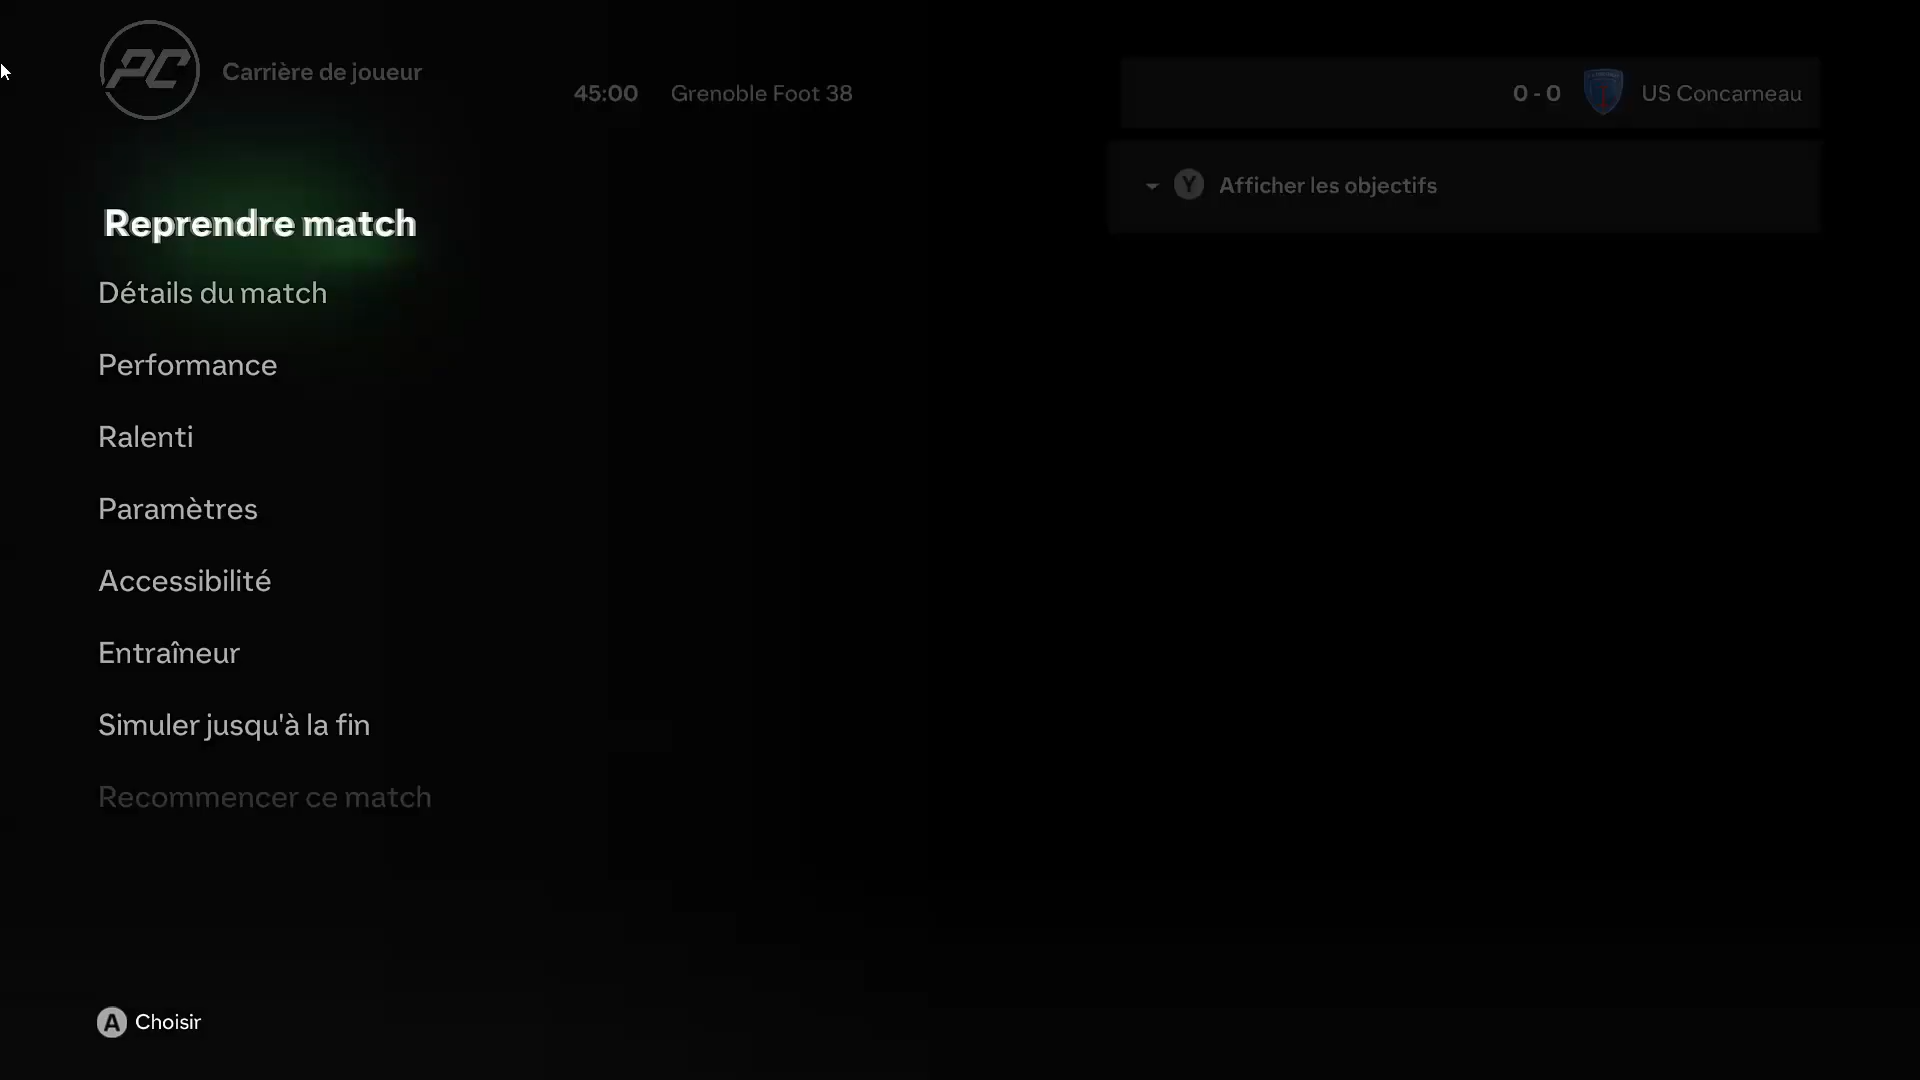 PC
Carrière de joueur
45:00 Grenoble Foot 38
0 - 0 US Concarneau
Y Afficher les objectifs
Reprendre match
Détails du match
Performance
Ralenti
Paramètres
Accessibilité
Entraîneur
Simuler jusqu'à la fin
Recommencer ce match
A Choisir